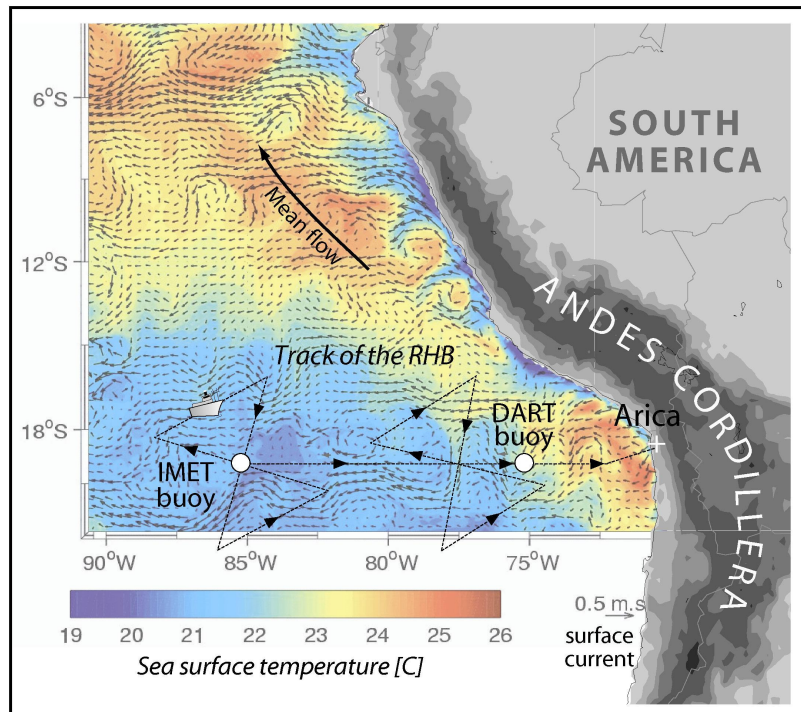 6°S
SOUTH
AMERICA
Mean flow
12°S
ANDES CORDILLERA
Track of the RHB
DART
buoy
Arica
18°S
IMET
buoy
90°W
85°W
80°W
75°W
0.5 m.s
19 20 21 22 23 24 25 26
surface
current
Sea surface temperature [C]